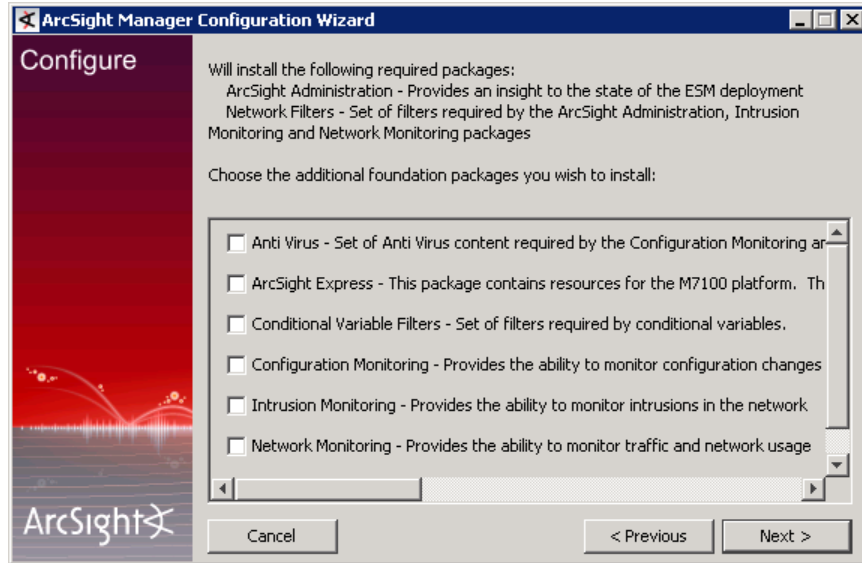 ArcSight Manager Configuration Wizard
Configure
Will install the following required packages:
ArcSight Administration - Provides an insight to the state of the ESM deployment
Network Filters - Set of filters required by the ArcSight Administration, Intrusion
Monitoring and Network Monitoring packages
Choose the additional foundation packages you wish to install:
Anti Virus - Set of Anti Virus content required by the Configuration Monitoring ar
ArcSight Express - This package contains resources for the M7100 platform. Th
Conditional Variable Filters - Set of filters required by conditional variables.
Configuration Monitoring - Provides the ability to monitor configuration changes
Intrusion Monitoring - Provides the ability to monitor intrusions in the network
Network Monitoring - Provides the ability to monitor traffic and network usage
ArcSight
Cancel
< Previous
Next >